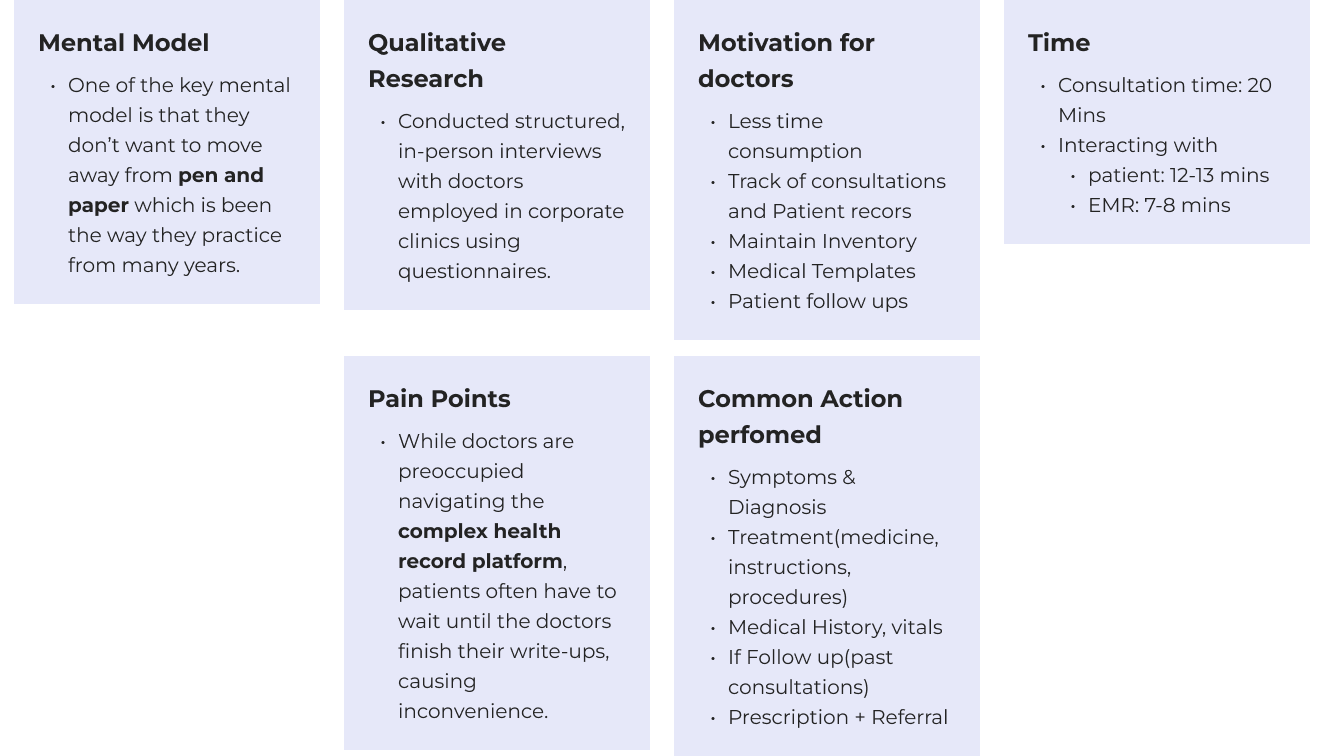 Mental Model
• One of the key mental
model is that they
don’t want to move
away from pen and
paper which is been
the way they practice
from many years.
Qualitative
Research
• Conducted structured,
in-person interviews
with doctors
employed in corporate
clinics using
questionnaires.
Motivation for
doctors
• Less time
consumption
• Track of consultations
and Patient recors
• Maintain Inventory
• Medical Templates
• Patient follow ups
Time
• Consultation time: 20
Mins
• Interacting with
• patient: 12-13 mins
• EMR: 7-8 mins
Pain Points
• While doctors are
preoccupied
navigating the
complex health
record platform,
patients often have to
wait until the doctors
finish their write-ups,
causing
inconvenience.
Common Action
perfomed
• Symptoms &
Diagnosis
• Treatment(medicine,
instructions,
procedures)
• Medical History, vitals
• If Follow up(past
consultations)
• Prescription + Referral